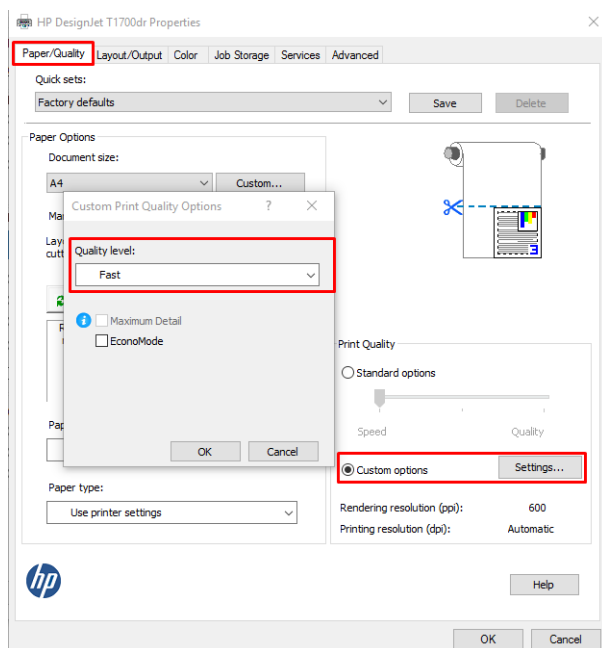 HP DesignJet T1700dr Properties
Paper/Quality Layout/Output Color Job Storage Services Advanced
Quick sets:
Factory defaults Save Delete
Paper Options
Document size:
A4 Custom...
Custom Print Quality Options ?
Quality level:
Fast
Maximum Detail
EconoMode
OK Cancel
3
Print Quality
Standard options
Speed Quality
Custom options Settings...
Paper type:
Use printer settings
Rendering resolution (ppi): 600
Printing resolution (dpi): Automatic
hp
Help
OK Cancel